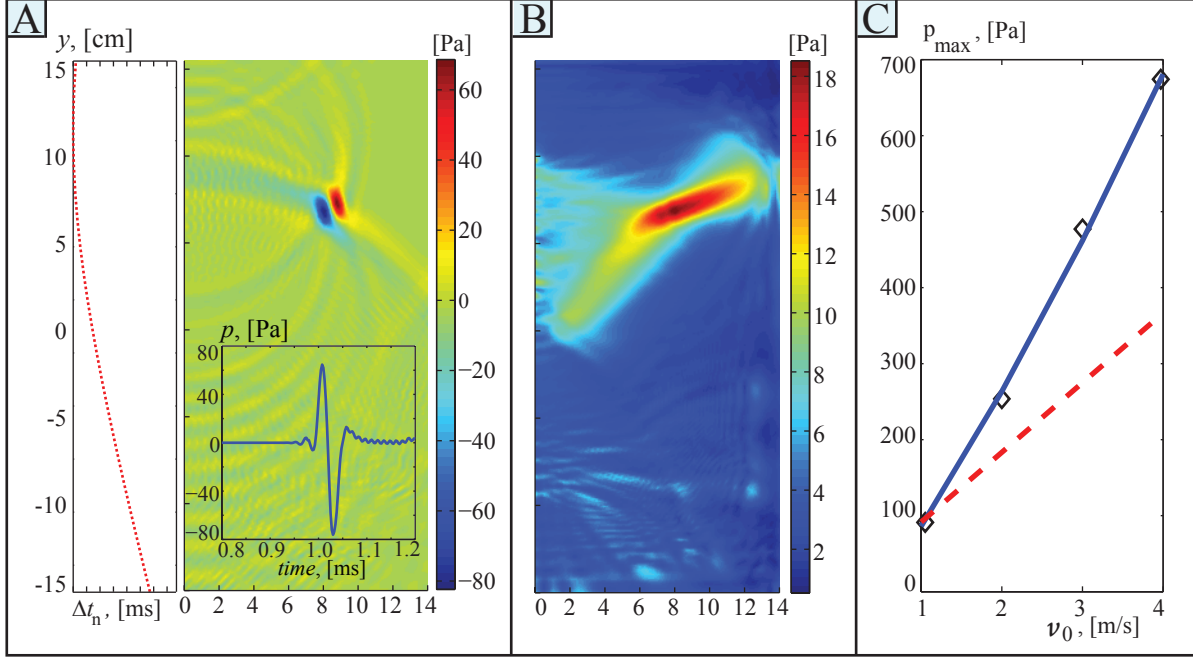 A
y, [cm]
[Pa]
15
10
5
0
-5
-10
-15
Δtn, [ms]
60
40
20
0
−20
−40
−60
−80
p, [Pa]
80
40
0
−40
−80
0.8 0.9 1.0 1.1 1.2
time, [ms]
0 2 4 6 8 10 12 14
B
[Pa]
18
16
14
12
10
8
6
4
2
0 2 4 6 8 10 12 14
C
pmax, [Pa]
700
600
500
400
300
200
100
0
1 2 3 4
ν0, [m/s]